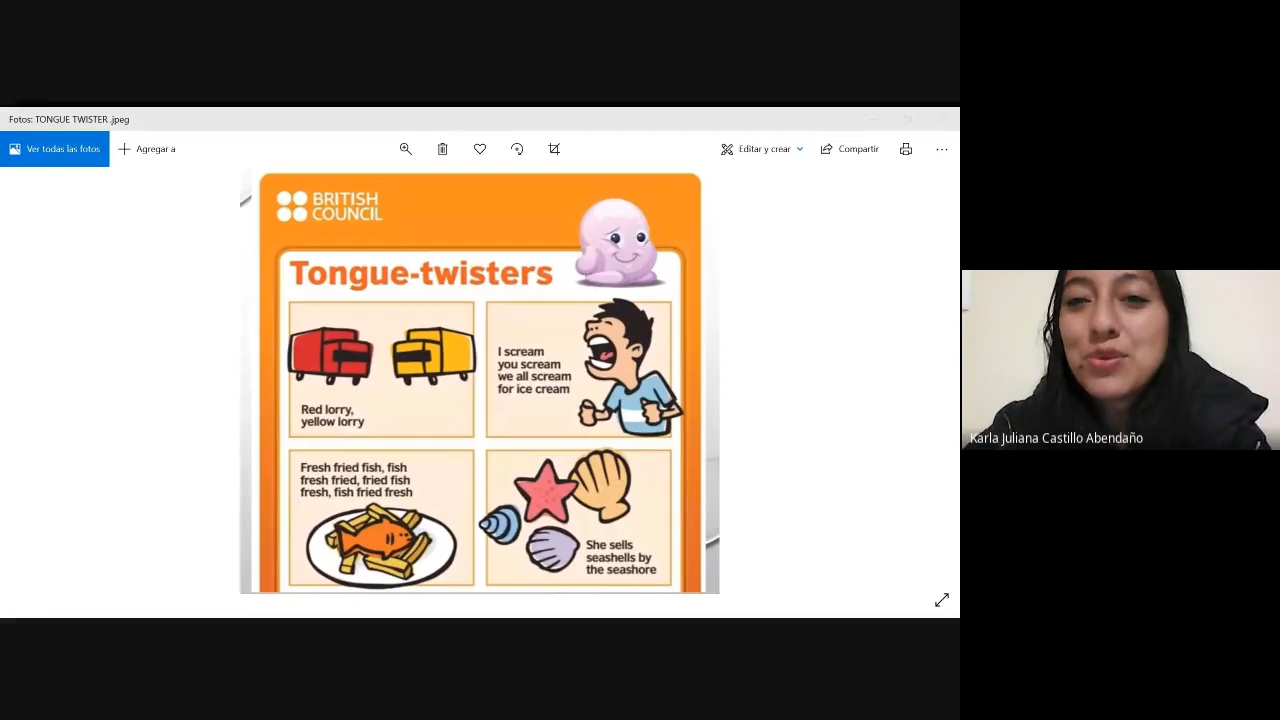 Fotos: TONGUE TWISTER .jpeg
Ver todas las fotos
Agregar a
Editar y crear
Compartir
BRITISH
COUNCIL
Tongue-twisters
Red lorry,
yellow lorry
I scream
you scream
we all scream
for ice cream
Fresh fried fish, fish
fresh fried, fried fish
fresh, fish fried fresh
She sells
seashells by
the seashore
Karla Juliana Castillo Abendaño